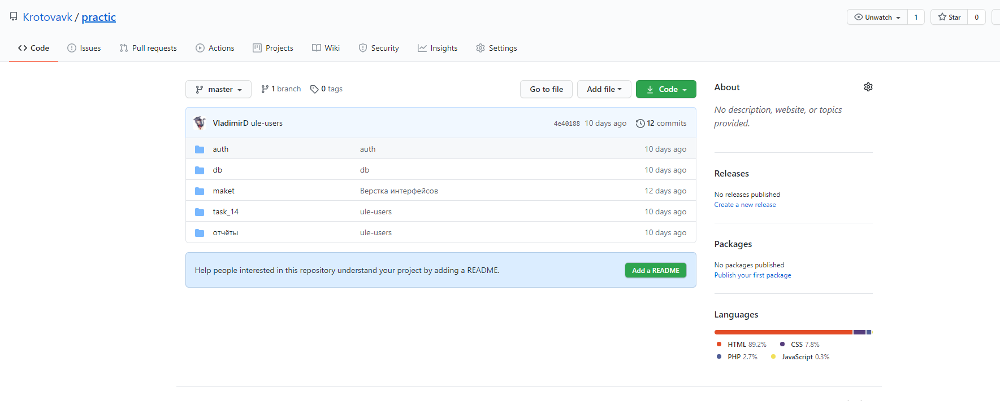 Krotovavk / practic
Unwatch 1 Star 0
Code Issues Pull requests Actions Projects Wiki Security Insights Settings
master 1 branch 0 tags Go to file Add file Code
VladimirD ule-users 4e40188 10 days ago 12 commits
auth auth 10 days ago
db db 10 days ago
maket Верстка интерфейсов 12 days ago
task_14 ule-users 10 days ago
отчёты ule-users 10 days ago
Help people interested in this repository understand your project by adding a README. Add a README
About
No description, website, or topics
provided.
Releases
No releases published
Create a new release
Packages
No packages published
Publish your first package
Languages
HTML 89.2% CSS 7.8%
PHP 2.7% JavaScript 0.3%